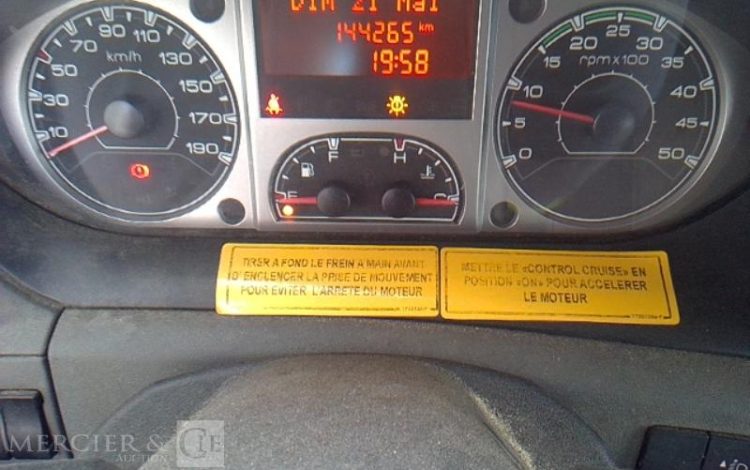 Dim 21 Mai
144265 km
19:58
10 30 50 70 90 110 130 150 170 190
km/h
0 5 10 15 20 25 30 35 40 45 50
rpm x 100
F H
E C
TIRER A FOND LE FREIN A MAIN AVANT
D'ENCLENCER LA PRISE DE MOUVEMENT
POUR EVITER L'ARRETE DU MOTEUR
METTRE LE «CONTROL CRUISE» EN
POSITION «ON» POUR ACCELERER
LE MOTEUR
MERCIER & CIE
AUCTION